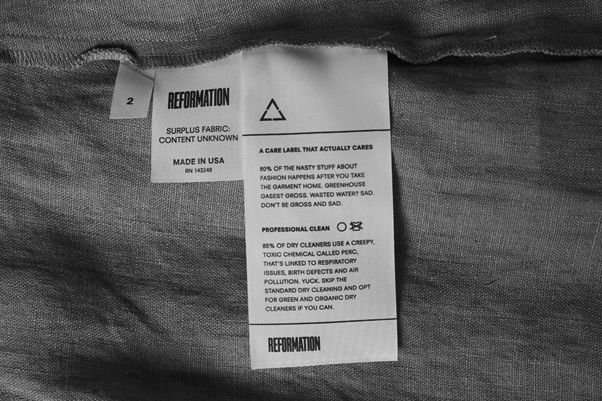 2
REFORMATION
SURPLUS FABRIC:
CONTENT UNKNOWN
MADE IN USA
RN 143248
A CARE LABEL THAT ACTUALLY CARES
80% OF THE NASTY STUFF ABOUT
FASHION HAPPENS AFTER YOU TAKE
THE GARMENT HOME. GREENHOUSE
GASES? GROSS. WASTED WATER? SAD.
DON'T BE GROSS AND SAD.
PROFESSIONAL CLEAN
85% OF DRY CLEANERS USE A CREEPY,
TOXIC CHEMICAL CALLED PERC,
THAT'S LINKED TO RESPIRATORY
ISSUES, BIRTH DEFECTS AND AIR
POLLUTION. YUCK. SKIP THE
STANDARD DRY CLEANING AND OPT
FOR GREEN AND ORGANIC DRY
CLEANERS IF YOU CAN.
REFORMATION